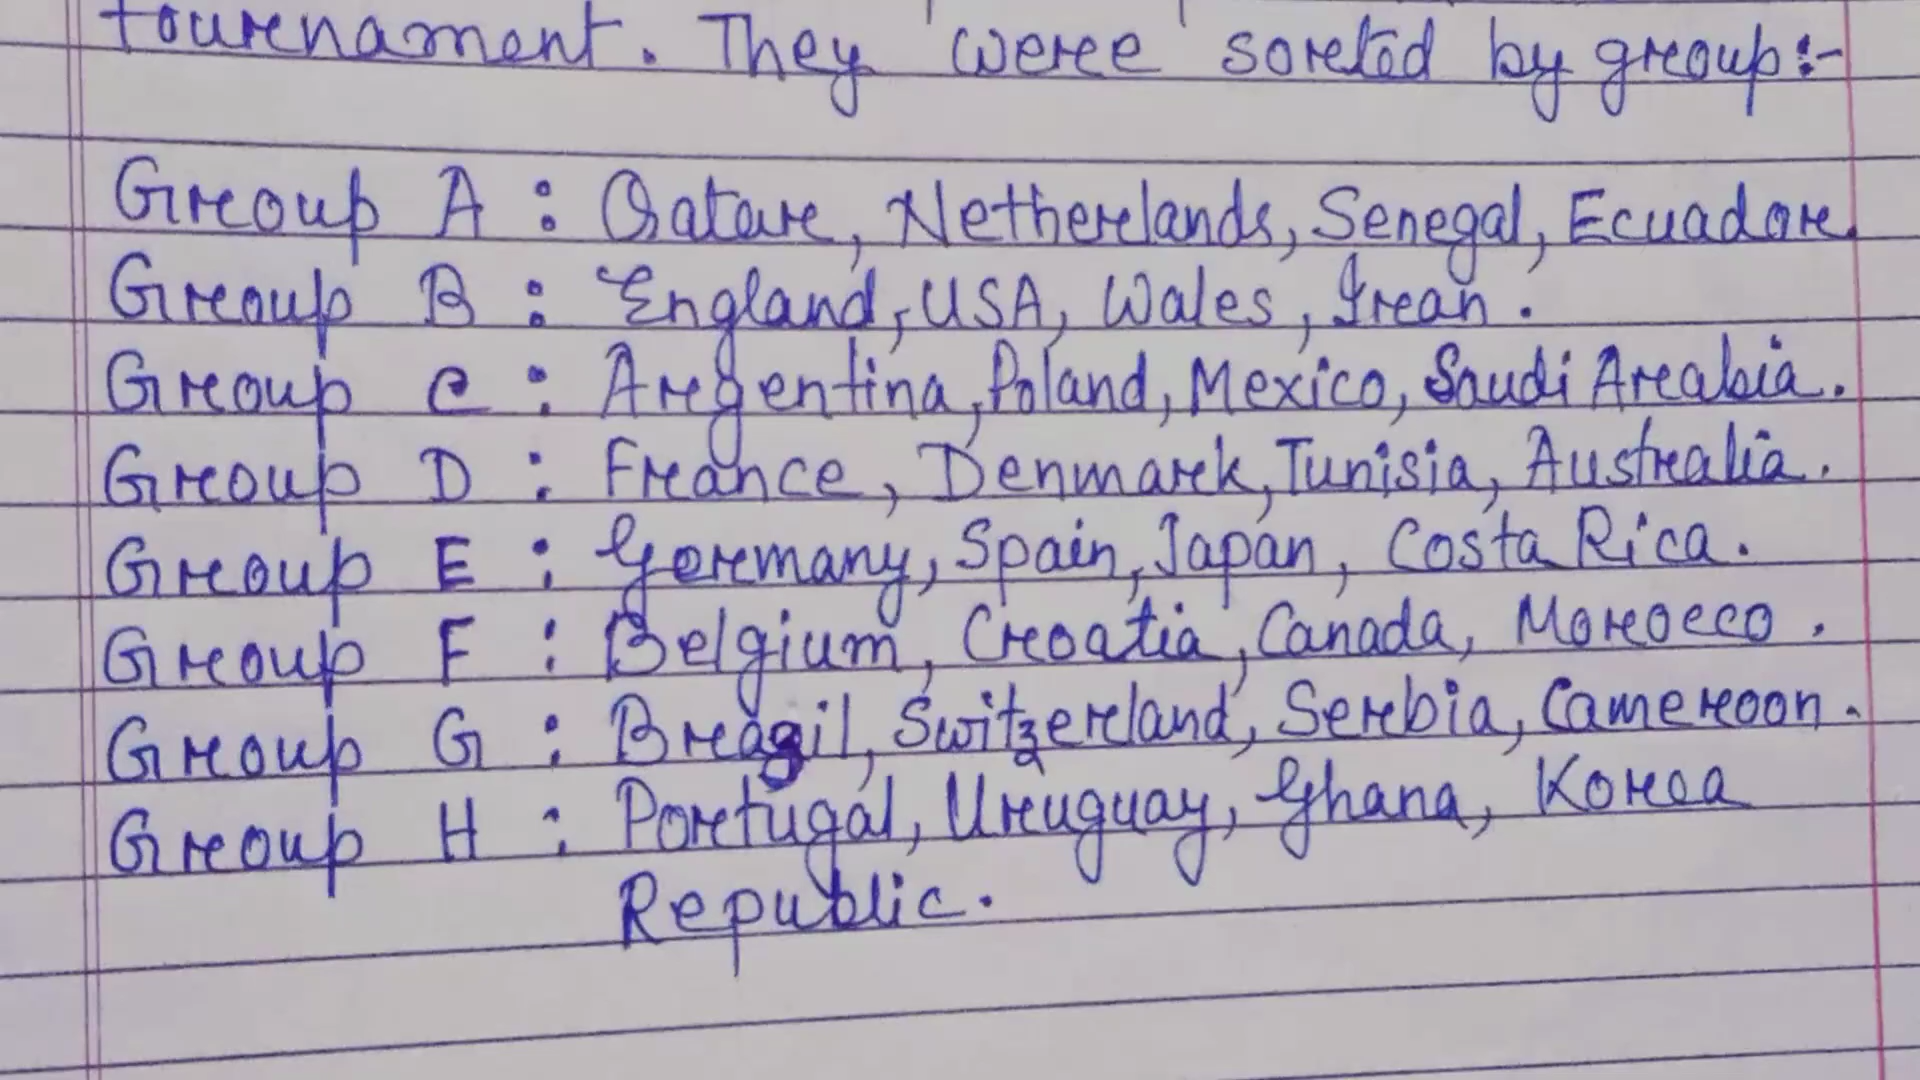 tournament. They were sorted by group:-
Group A : Qatar, Netherlands, Senegal, Ecuador.
Group B : England, USA, Wales, Iran.
Group C : Argentina, Poland, Mexico, Saudi Arabia.
Group D : France, Denmark, Tunisia, Australia.
Group E : Germany, Spain, Japan, Costa Rica.
Group F : Belgium, Croatia, Canada, Morocco.
Group G : Brazil, Switzerland, Serbia, Cameroon.
Group H : Portugal, Uruguay, Ghana, Korea
Republic.